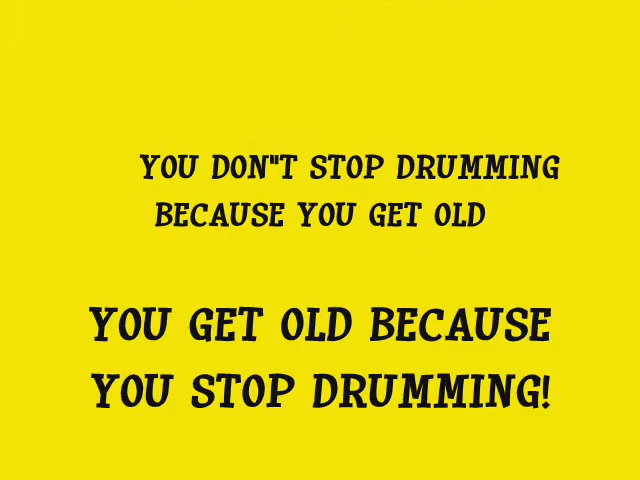 YOU DON"T STOP DRUMMING
BECAUSE YOU GET OLD
YOU GET OLD BECAUSE
YOU STOP DRUMMING!